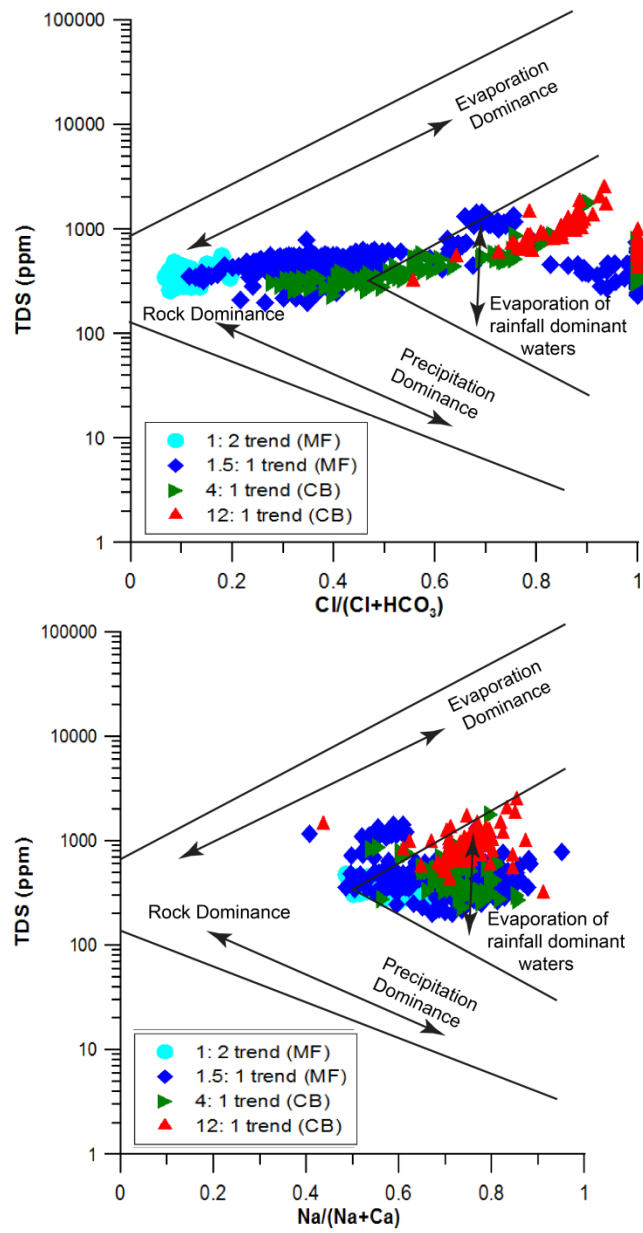 100000
10000
1000
100
10
1
TDS (ppm)
Evaporation
Dominance
Rock Dominance
Evaporation of
rainfall dominant
waters
Precipitation
Dominance
1: 2 trend (MF)
1.5: 1 trend (MF)
4: 1 trend (CB)
12: 1 trend (CB)
0 0.2 0.4 0.6 0.8 1
Cl/(Cl+HCO₃)
100000
10000
1000
100
10
1
TDS (ppm)
Evaporation
Dominance
Rock Dominance
Evaporation of
rainfall dominant
waters
Precipitation
Dominance
1: 2 trend (MF)
1.5: 1 trend (MF)
4: 1 trend (CB)
12: 1 trend (CB)
0 0.2 0.4 0.6 0.8 1
Na/(Na+Ca)